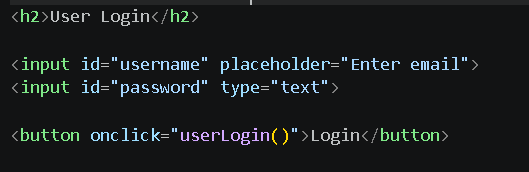 <h2>User Login</h2>
<input id="username" placeholder="Enter email">
<input id="password" type="text">
<button onclick="userLogin()">Login</button>